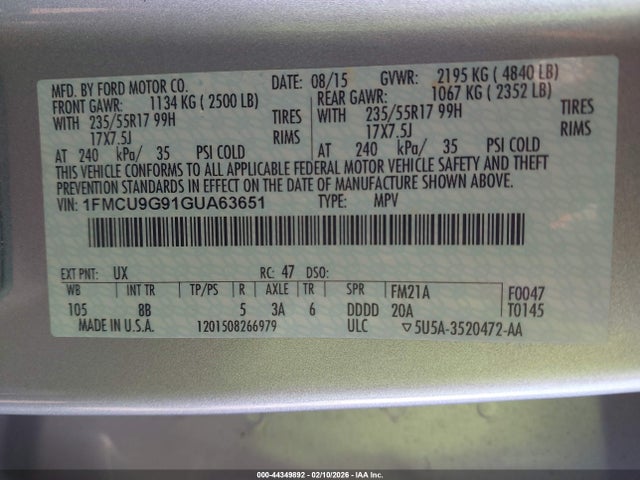 MFD. BY FORD MOTOR CO. DATE: 08/15 GVWR: 2195 KG ( 4840 LB)
FRONT GAWR: 1134 KG ( 2500 LB) REAR GAWR: 1067 KG ( 2352 LB)
WITH 235/55R17 99H TIRES WITH 235/55R17 99H TIRES
17X7.5J RIMS 17X7.5J RIMS
AT 240 kPa/ 35 PSI COLD AT 240 kPa/ 35 PSI COLD
THIS VEHICLE CONFORMS TO ALL APPLICABLE FEDERAL MOTOR VEHICLE SAFETY AND THEFT
PREVENTION STANDARDS IN EFFECT ON THE DATE OF MANUFACTURE SHOWN ABOVE.
VIN: 1FMCU9G91GUA63651 TYPE: MPV
EXT PNT: UX RC: 47 DSO:
WB INT TR TP/PS R AXLE TR SPR FM21A F0047
105 8B 5 3A 6 DDDD 20A T0145
MADE IN U.S.A. 1201508266979 ULC ▽5U5A-3520472-AA
000-44349892 - 02/10/2026 - IAA Inc.